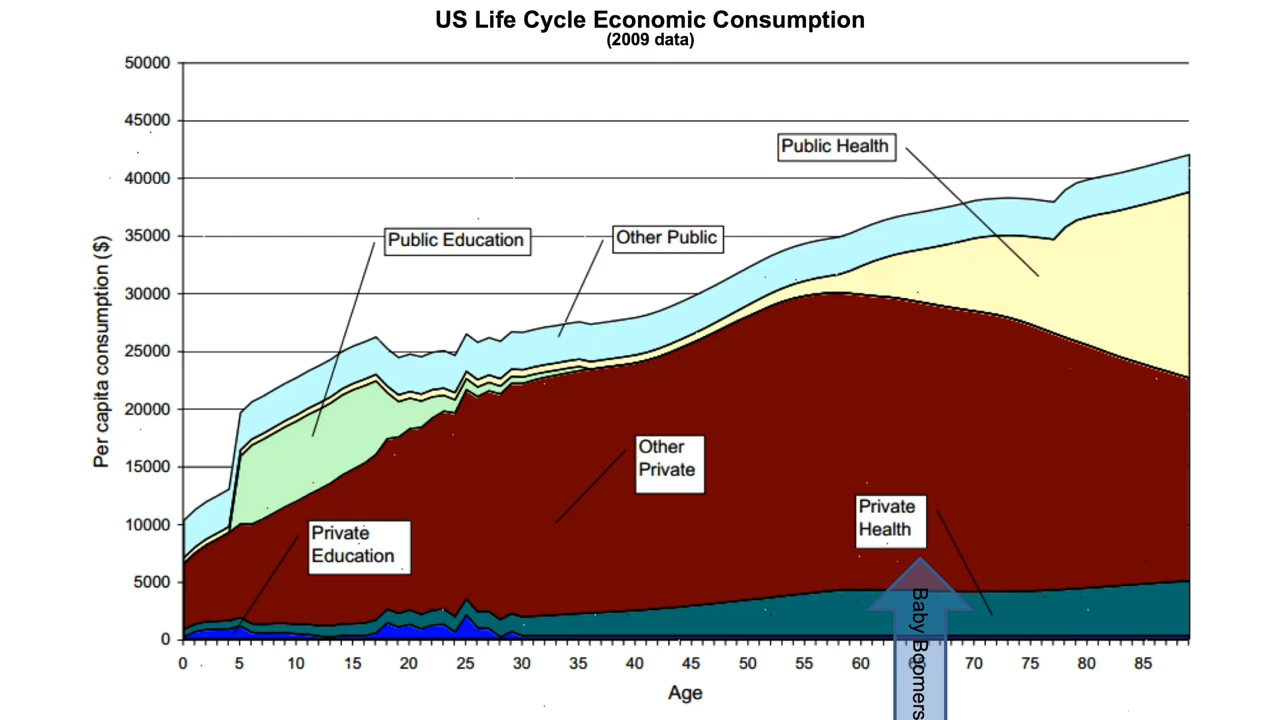 US Life Cycle Economic Consumption
(2009 data)
50000
45000
40000
35000
30000
25000
20000
15000
10000
5000
0
Per capita consumption ($)
Public Health
Public Education
Other Public
Other
Private
Private
Health
Private
Education
Baby Boomers
0 5 10 15 20 25 30 35 40 45 50 55 60 65 70 75 80 85
Age